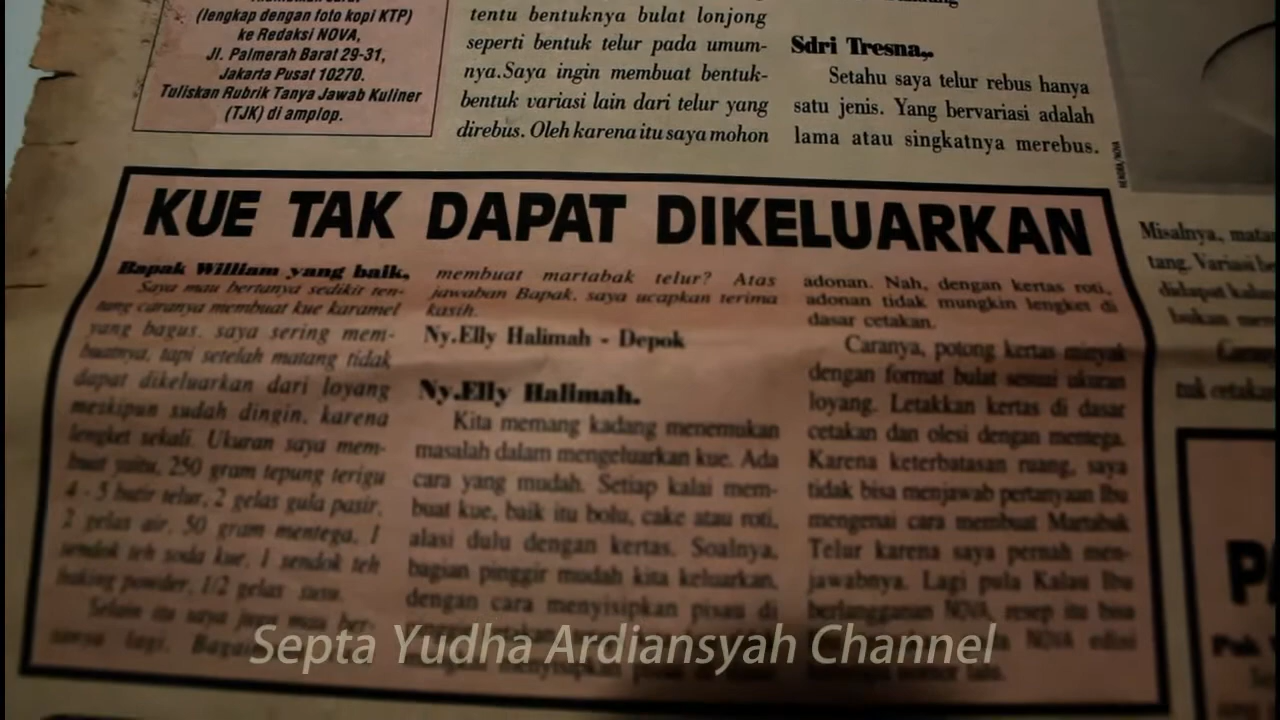 (lengkap dengan foto kopi KTP)
ke Redaksi NOVA,
Jl. Palmerah Barat 29-31,
Jakarta Pusat 10270.
Tuliskan Rubrik Tanya Jawab Kuliner
(TJK) di amplop.
tentu bentuknya bulat lonjong
seperti bentuk telur pada umum-
nya.Saya ingin membuat bentuk-
bentuk variasi lain dari telur yang
direbus. Oleh karena itu saya mohon
Sdri Tresna,.
Setahu saya telur rebus hanya
satu jenis. Yang bervariasi adalah
lama atau singkatnya merebus.
HENDRA/NOVA
KUE TAK DAPAT DIKELUARKAN
Bapak William yang baik,
Saya mau bertanya sedikit ten-
tang caranya membuat kue karamel
yang bagus, saya sering mem-
buatnya, tapi setelah matang tidak
dapat dikeluarkan dari loyang
meskipun sudah dingin, karena
lengket sekali. Ukuran saya mem-
buat yaitu, 250 gram tepung terigu
4 - 5 butir telur, 2 gelas gula pasir,
2 gelas air, 50 gram mentega, 1
sendok teh soda kue, 1 sendok teh
baking powder, 1/2 gelas susu.
Selain itu saya juga mau ber-
tanya lagi,
membuat martabak telur? Atas
jawaban Bapak, saya ucapkan terima
kasih.
Ny.Elly Halimah - Depok
Ny.Elly Halimah.
Kita memang kadang menemukan
masalah dalam mengeluarkan kue. Ada
cara yang mudah. Setiap kalai mem-
buat kue, baik itu bolu, cake atau roti,
alasi dulu dengan kertas. Soalnya,
bagian pinggir mudah kita keluarkan,
dengan cara menyisipkan pisau di
adonan. Nah, dengan kertas roti,
adonan tidak mungkin lengket di
dasar cetakan.
Caranya, potong kertas minyak
dengan format bulat sesuai ukuran
loyang. Letakkan kertas di dasar
cetakan dan olesi dengan mentega.
Karena keterbatasan ruang, saya
tidak bisa menjawab pertanyaan Ibu
mengenai cara membuat Martabak
Telur karena saya pernah men-
jawabnya. Lagi pula Kalau Ibu
berlangganan NOVA, resep itu bisa
NOVA edisi
Misalnya, matan
tang. Variasi be
didapat kalau
bukan men
tuk cetakan
Pak
Septa Yudha Ardiansyah Channel